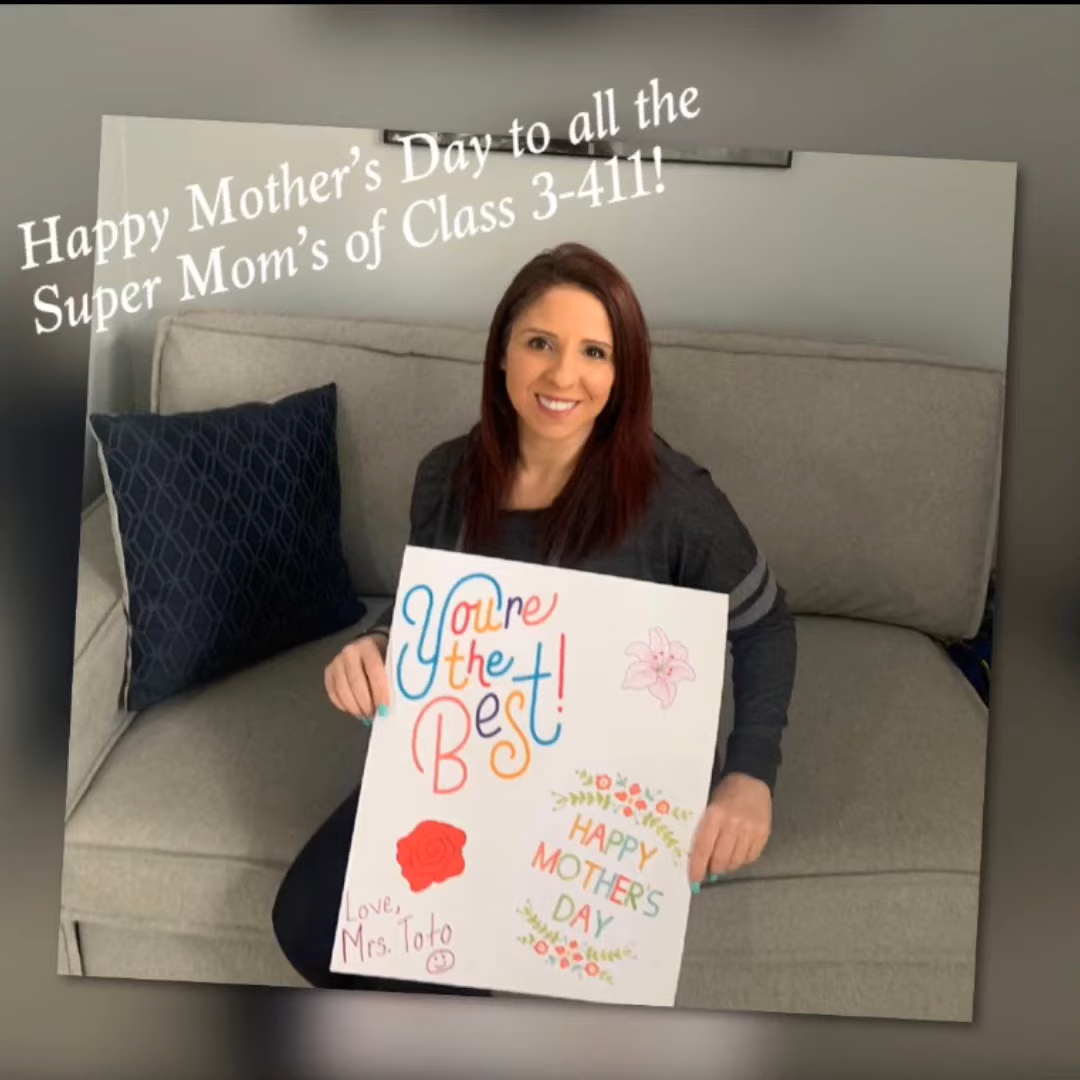 Happy Mother's Day to all the
Super Mom's of Class 3-411!
You're
the
Best!
HAPPY
MOTHER'S
DAY
Love,
Mrs. Toto